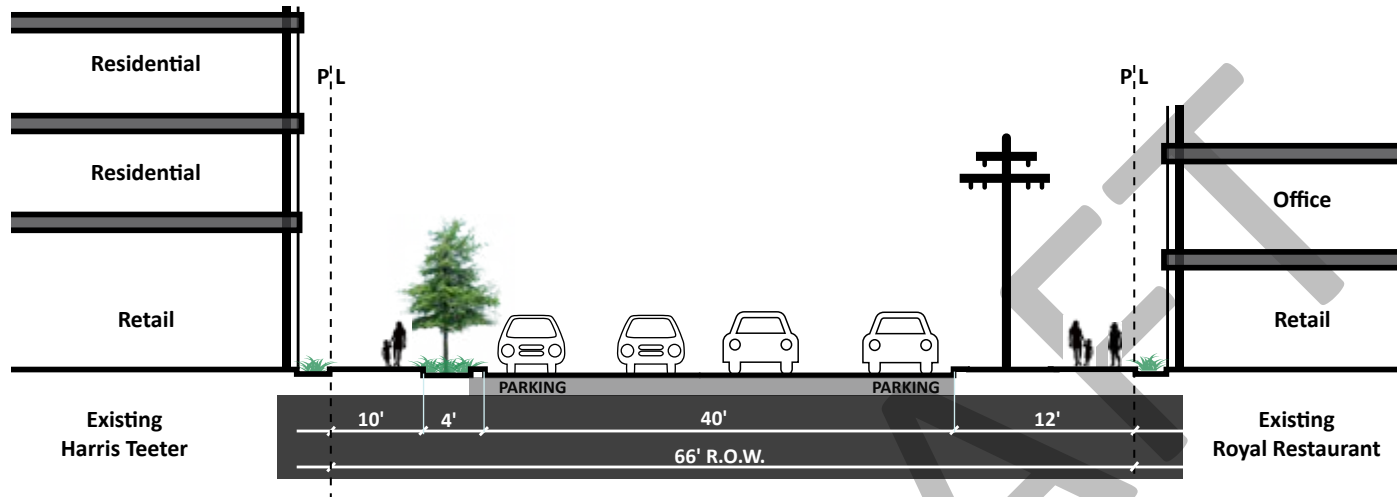 Residential
P L
P L
Residential
Office
Retail
Retail
PARKING
PARKING
10'
4'
40'
12'
66' R.O.W.
Existing
Harris Teeter
Existing
Royal Restaurant